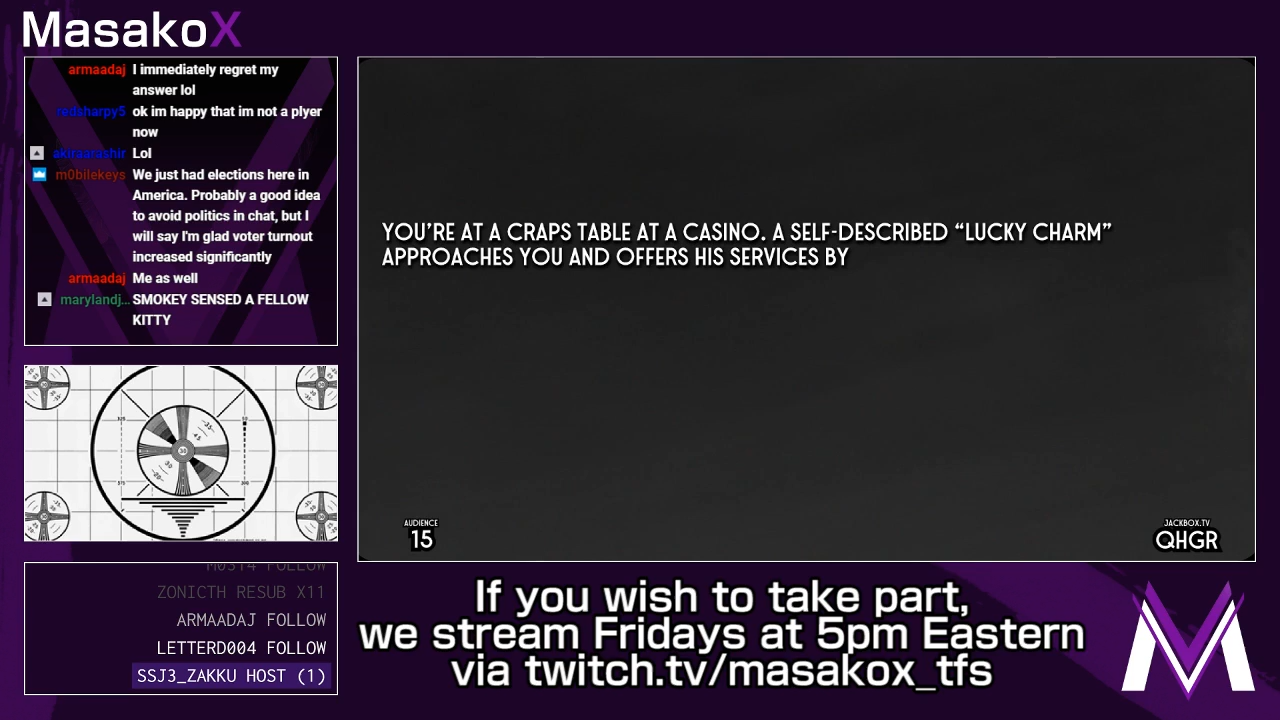 MasakoX
armaadaj I immediately regret my
answer lol
redsharpy5 ok im happy that im not a plyer
now
akiraarashir Lol
m0bilekeys We just had elections here in
America. Probably a good idea
to avoid politics in chat, but I
will say I'm glad voter turnout
increased significantly
armaadaj Me as well
marylandj... SMOKEY SENSED A FELLOW
KITTY
YOU'RE AT A CRAPS TABLE AT A CASINO. A SELF-DESCRIBED “LUCKY CHARM”
APPROACHES YOU AND OFFERS HIS SERVICES BY
AUDIENCE
15
JACKBOX.TV
QHGR
ZONICTH RESUB X11
ARMAADAJ FOLLOW
LETTERD004 FOLLOW
SSJ3_ZAKKU HOST (1)
If you wish to take part,
we stream Fridays at 5pm Eastern
via twitch.tv/masakox_tfs